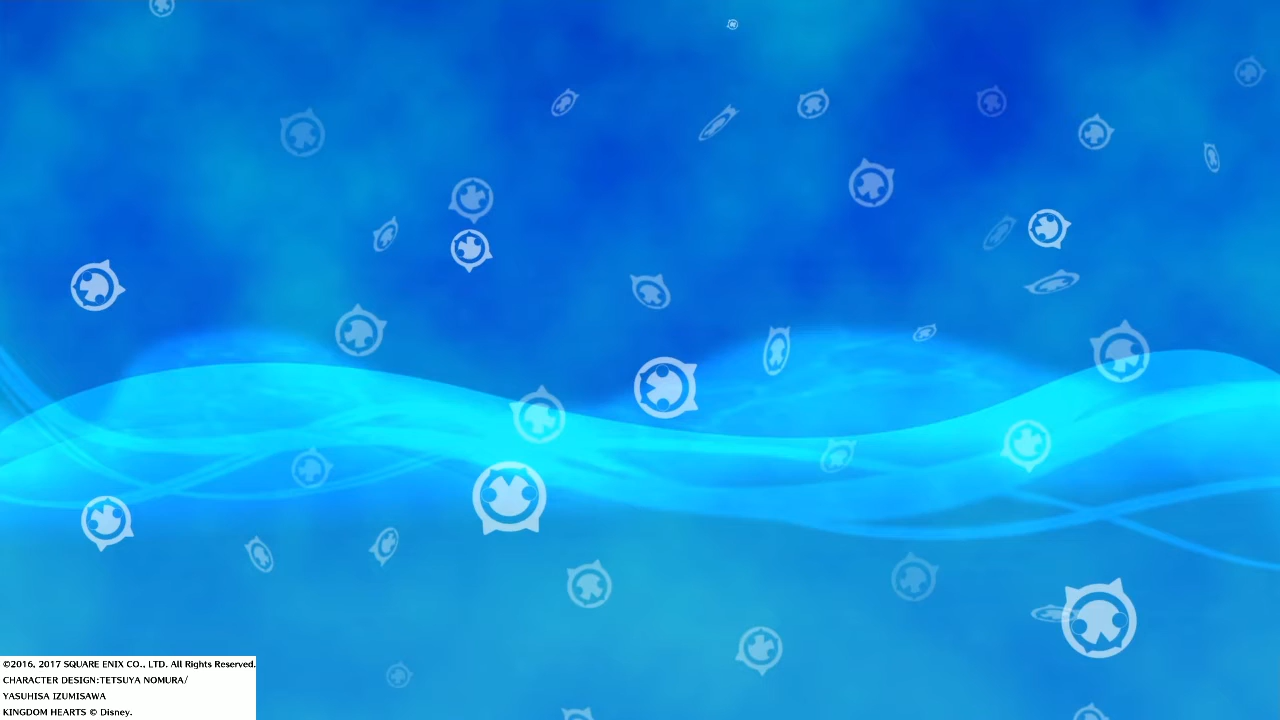 ©2016, 2017 SQUARE ENIX CO., LTD. All Rights Reserved.
CHARACTER DESIGN:TETSUYA NOMURA/
YASUHISA IZUMISAWA
KINGDOM HEARTS © Disney.